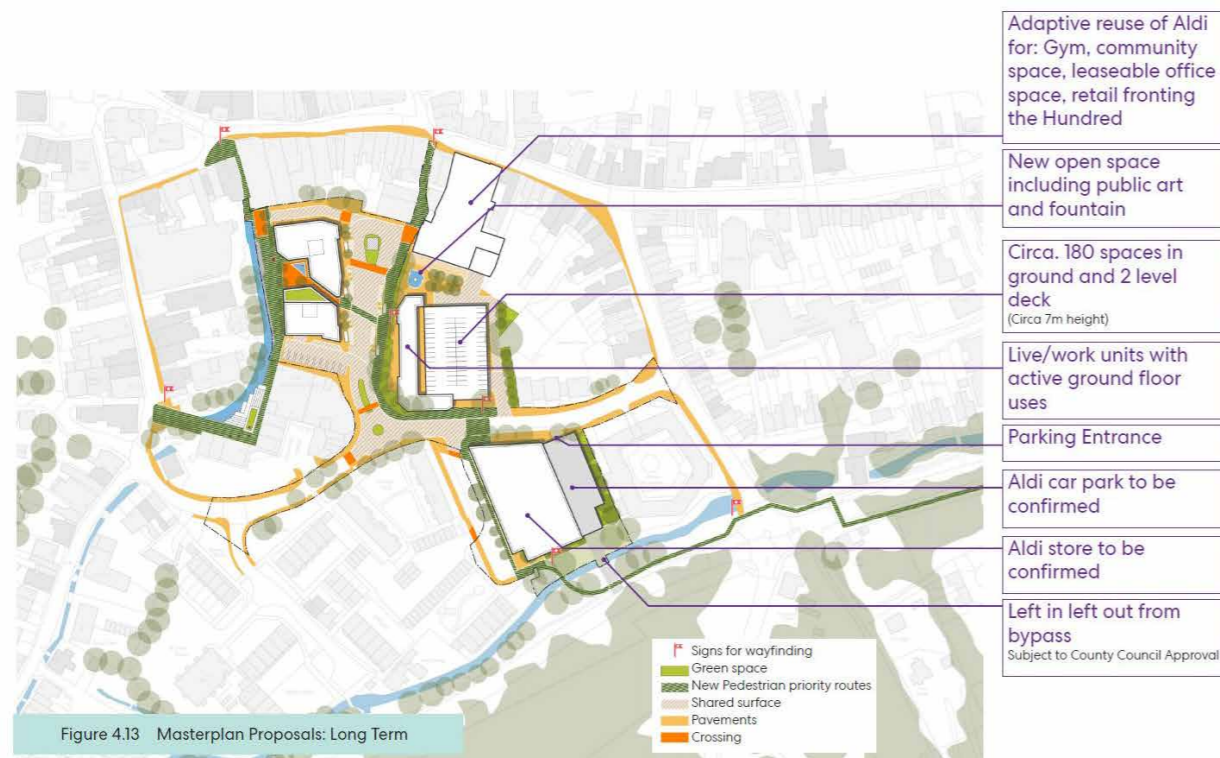 Adaptive reuse of Aldi
for: Gym, community
space, leaseable office
space, retail fronting
the Hundred
New open space
including public art
and fountain
Circa. 180 spaces in
ground and 2 level
deck
(Circa 7m height)
Live/work units with
active ground floor
uses
Parking Entrance
Aldi car park to be
confirmed
Aldi store to be
confirmed
Left in left out from
bypass
Subject to County Council Approval
Signs for wayfinding
Green space
New Pedestrian priority routes
Shared surface
Pavements
Crossing
Figure 4.13 Masterplan Proposals: Long Term